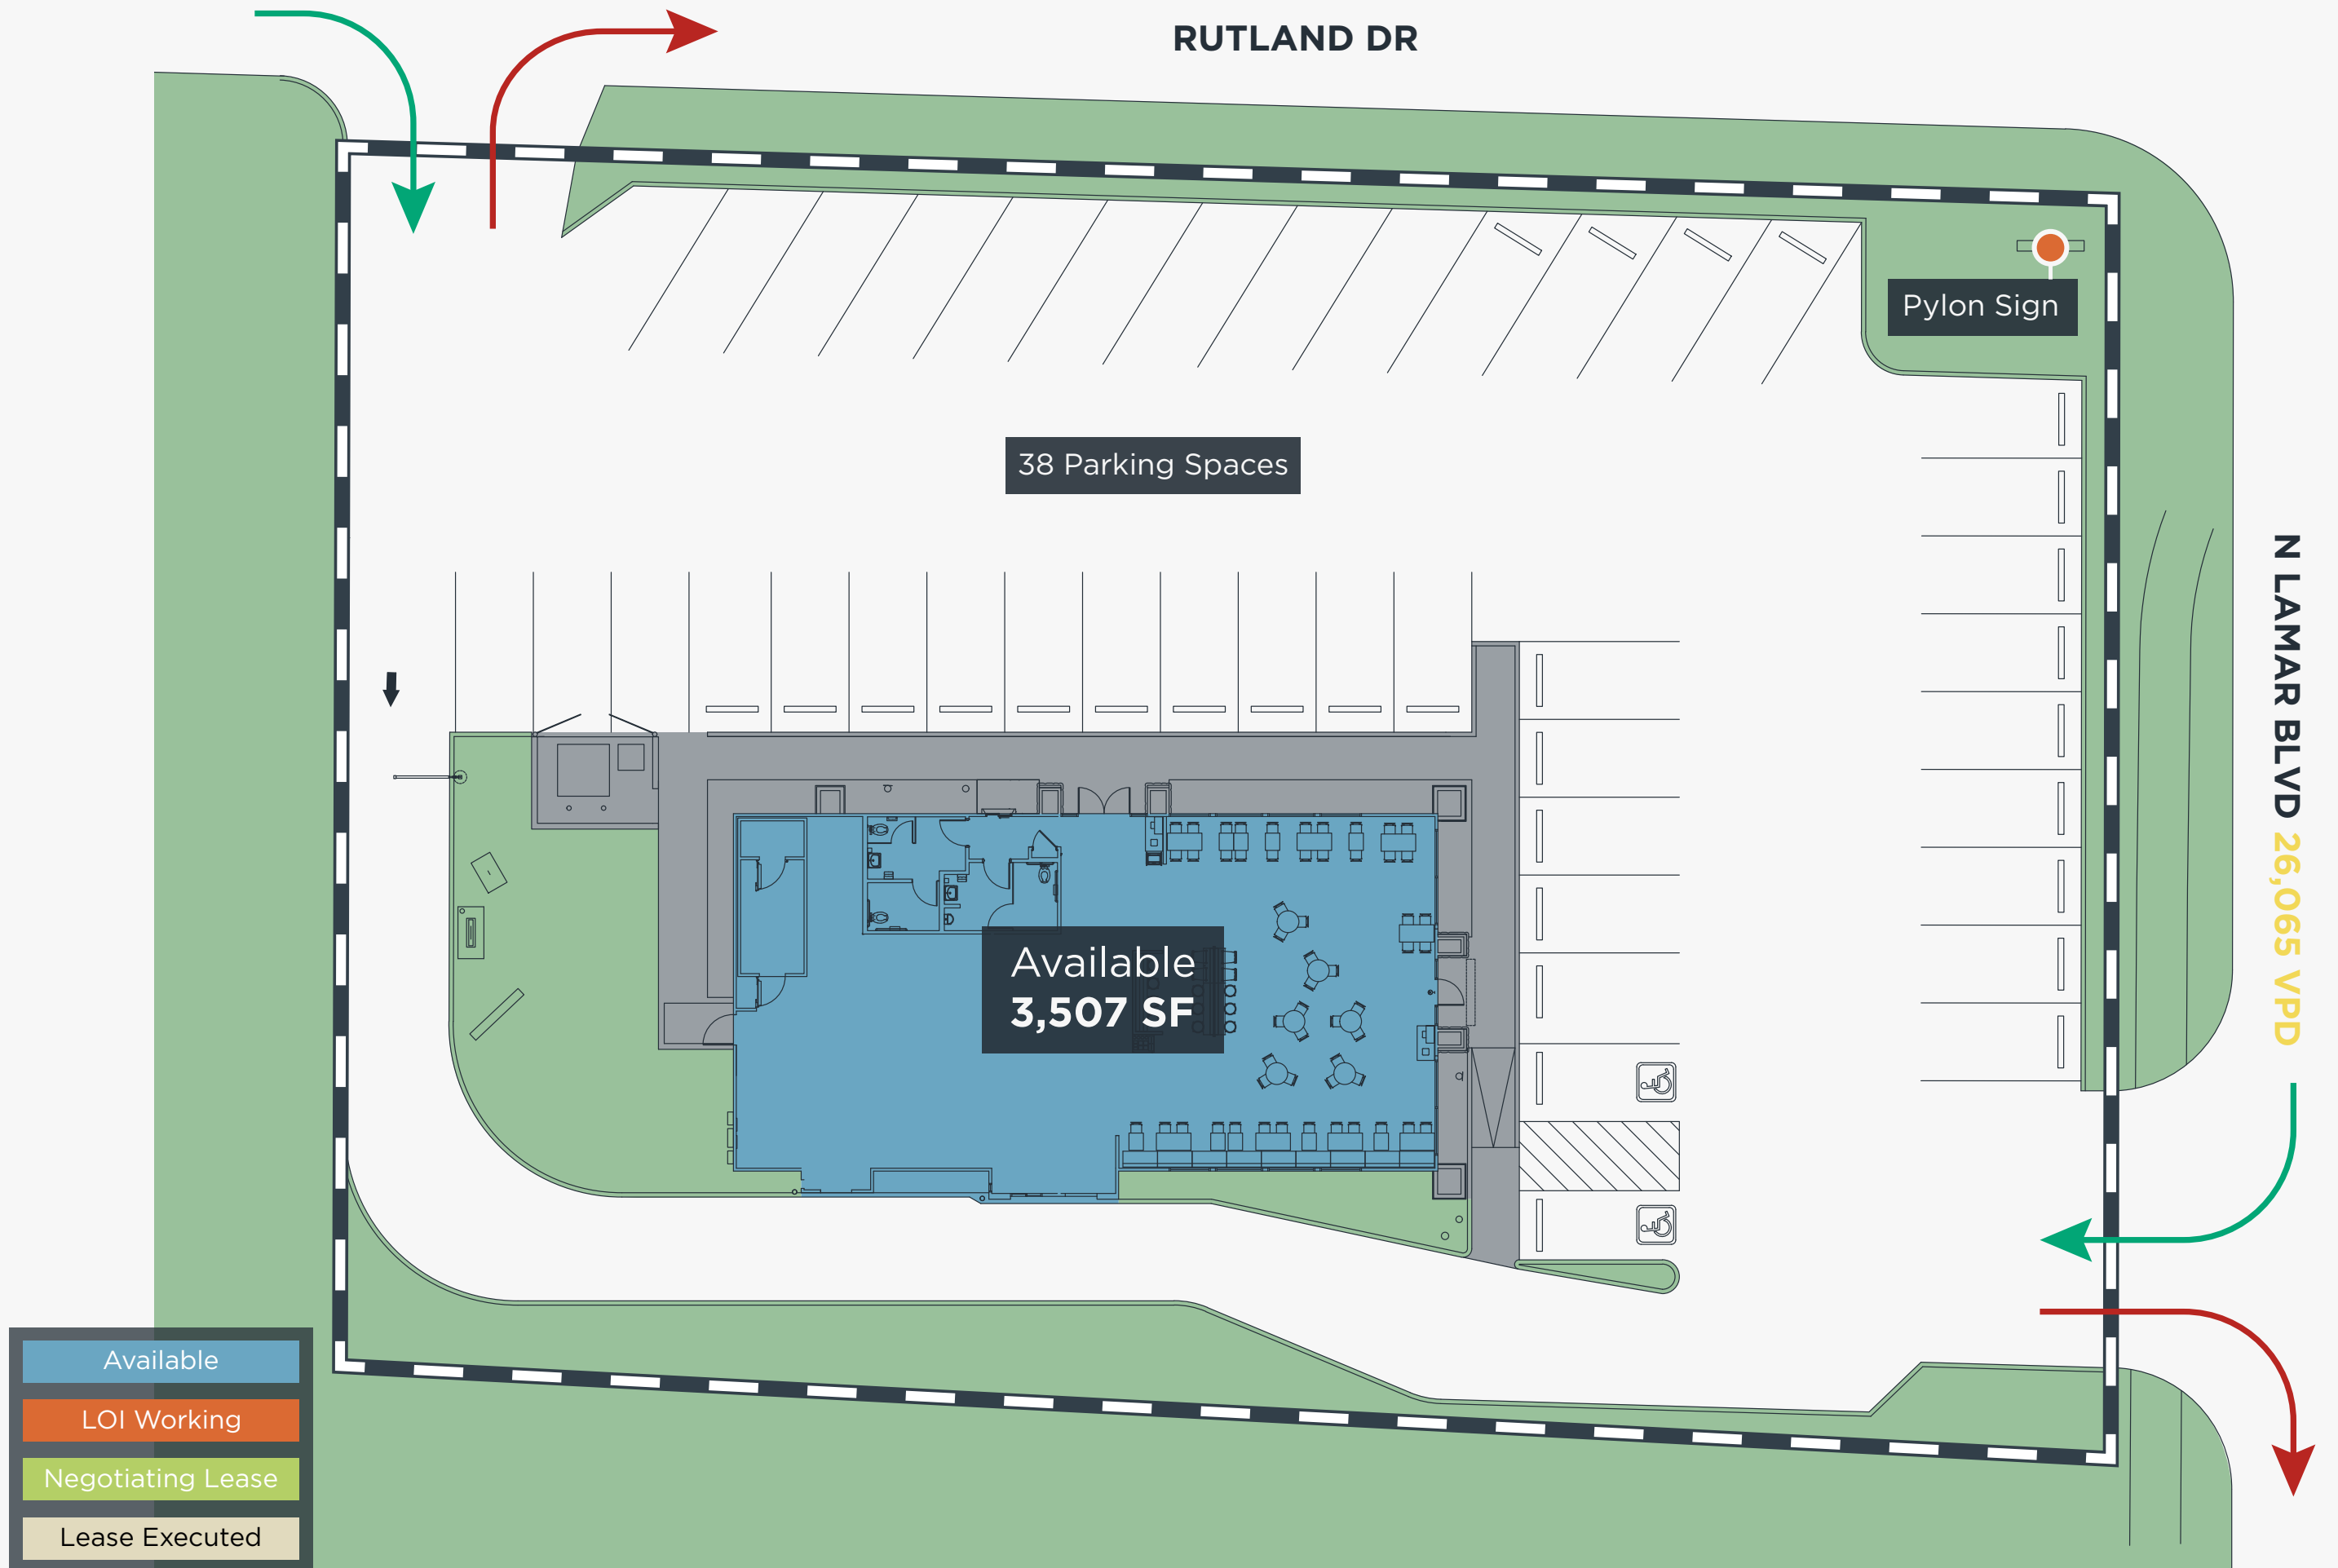 RUTLAND DR
Pylon Sign
38 Parking Spaces
N LAMAR BLVD 26,065 VPD
Available
3,507 SF
Available
LOI Working
Negotiating Lease
Lease Executed